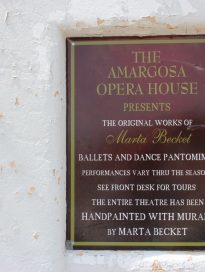 THE
AMARGOSA
OPERA HOUSE
PRESENTS
THE ORIGINAL WORKS OF
Marta Becket
BALLETS AND DANCE PANTOMIM
PERFORMANCES VARY THRU THE SEASO
SEE FRONT DESK FOR TOURS
THE ENTIRE THEATRE HAS BEEN
HANDPAINTED WITH MURA
BY MARTA BECKET